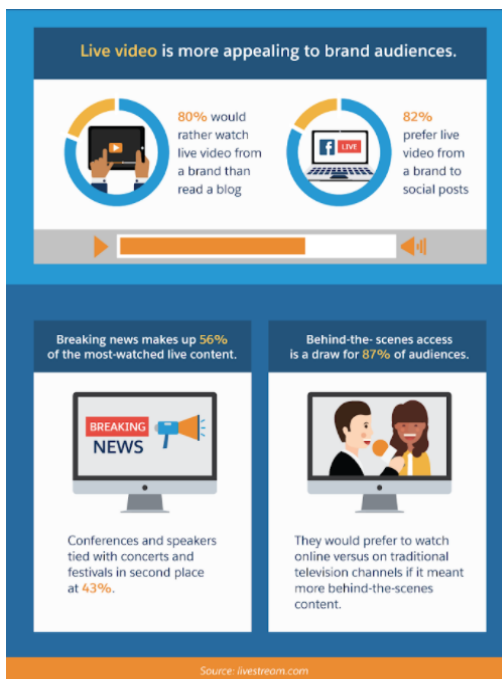 Live video is more appealing to brand audiences.
80% would
rather watch
live video from
a brand than
read a blog
f LIVE
82%
prefer live
video from
a brand to
social posts
Breaking news makes up 56%
of the most-watched live content.
BREAKING
NEWS
Conferences and speakers
tied with concerts and
festivals in second place
at 43%.
Behind-the- scenes access
is a draw for 87% of audiences.
They would prefer to watch
online versus on traditional
television channels if it meant
more behind-the-scenes
content.
Source: livestream.com